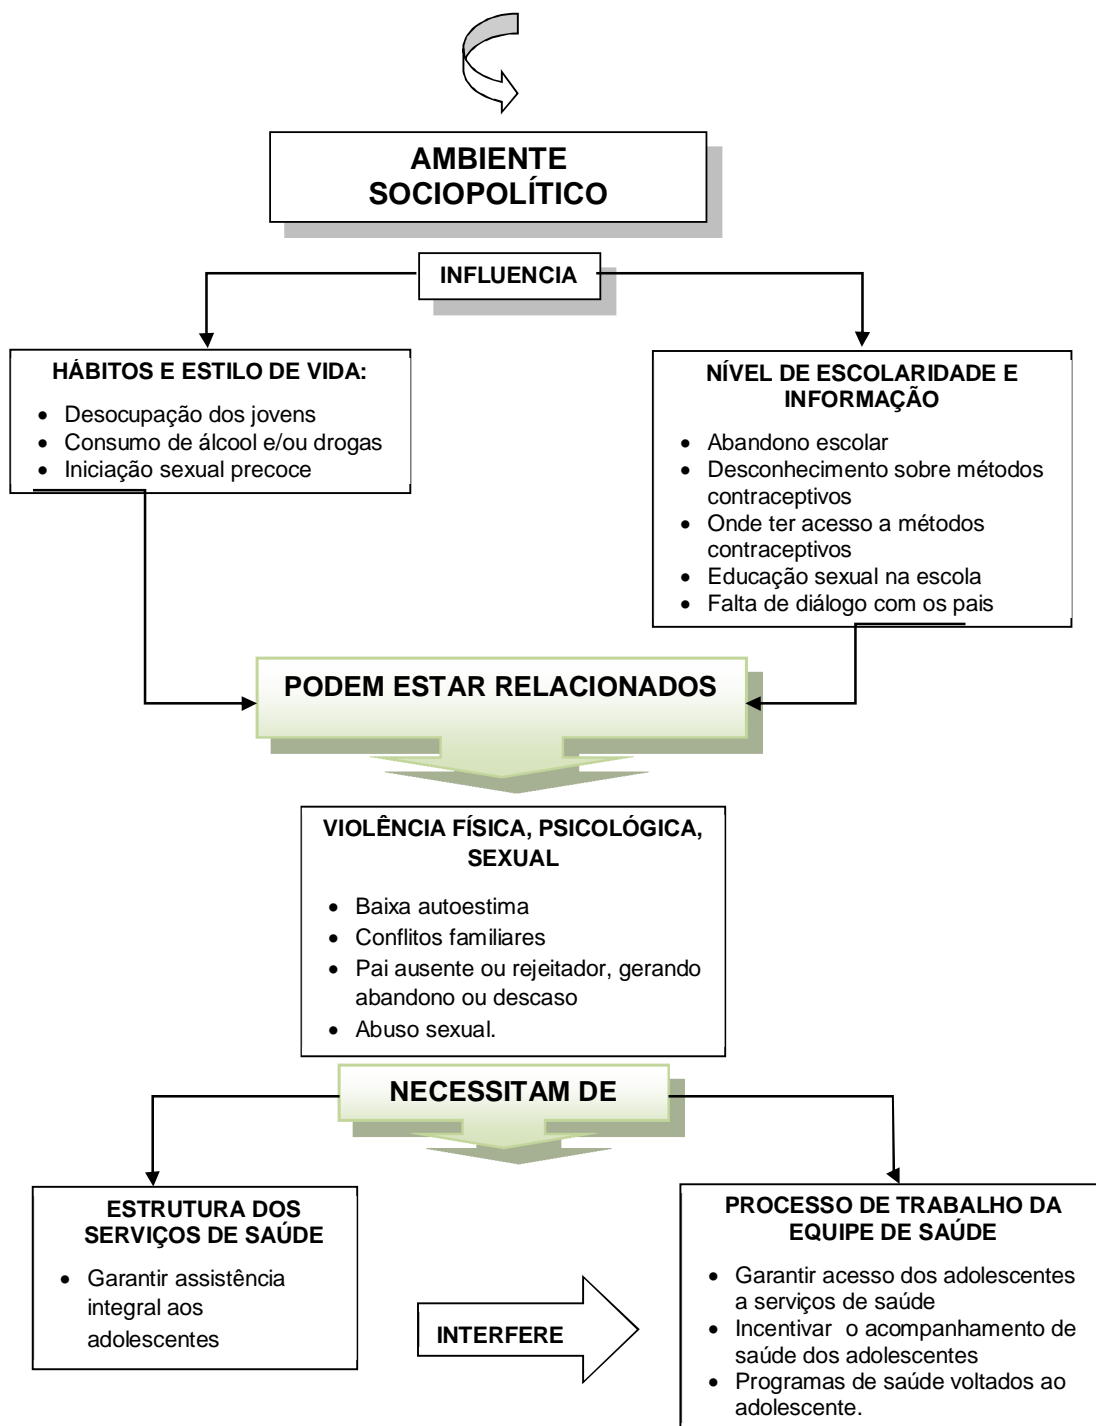 AMBIENTE
SOCIOPOLÍTICO
INFLUENCIA
HÁBITOS E ESTILO DE VIDA:
• Desocupação dos jovens
• Consumo de álcool e/ou drogas
• Iniciação sexual precoce
NÍVEL DE ESCOLARIDADE E
INFORMAÇÃO
• Abandono escolar
• Desconhecimento sobre métodos
contraceptivos
• Onde ter acesso a métodos
contraceptivos
• Educação sexual na escola
• Falta de diálogo com os pais
PODEM ESTAR RELACIONADOS
VIOLÊNCIA FÍSICA, PSICOLÓGICA,
SEXUAL
• Baixa autoestima
• Conflitos familiares
• Pai ausente ou rejeitador, gerando
abandono ou descaso
• Abuso sexual.
NECESSITAM DE
ESTRUTURA DOS
SERVIÇOS DE SAÚDE
• Garantir assistência
integral aos
adolescentes
INTERFERE
PROCESSO DE TRABALHO DA
EQUIPE DE SAÚDE
• Garantir acesso dos adolescentes
a serviços de saúde
• Incentivar o acompanhamento de
saúde dos adolescentes
• Programas de saúde voltados ao
adolescente.